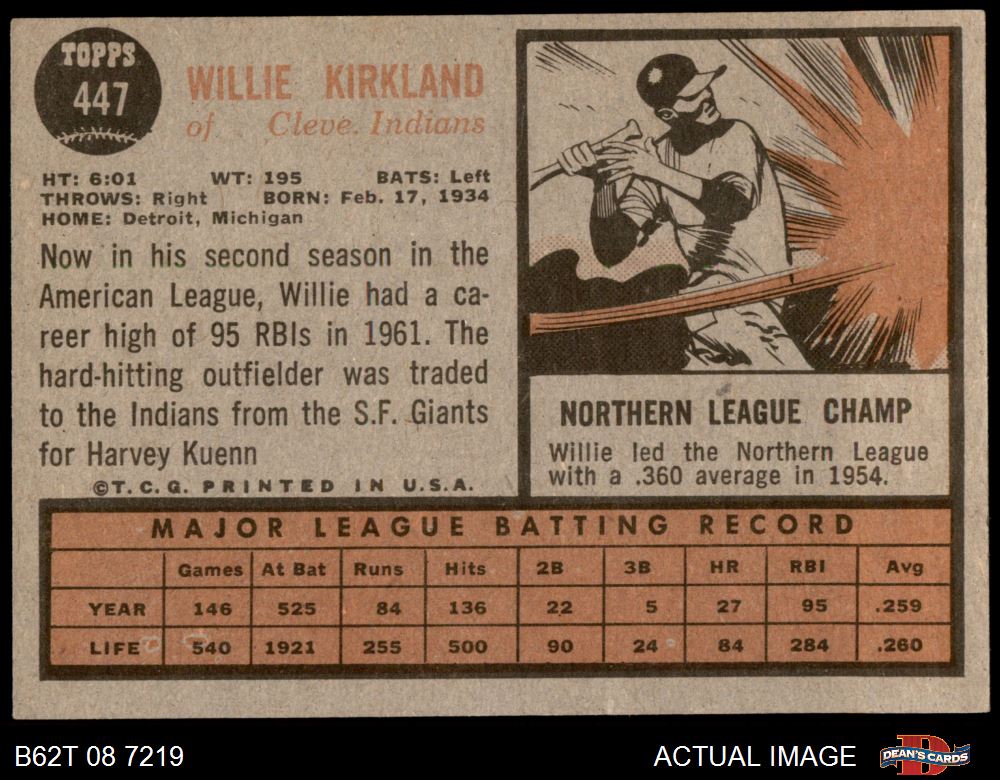 TOPPS
447
WILLIE KIRKLAND
of Cleve. Indians
HT: 6:01 WT: 195 BATS: Left
THROWS: Right BORN: Feb. 17, 1934
HOME: Detroit, Michigan
Now in his second season in the
American League, Willie had a ca-
reer high of 95 RBIs in 1961. The
hard-hitting outfielder was traded
to the Indians from the S.F. Giants
for Harvey Kuenn
©T.C.G. PRINTED IN U.S.A.
NORTHERN LEAGUE CHAMP
Willie led the Northern League
with a .360 average in 1954.
MAJOR LEAGUE BATTING RECORD
Games At Bat Runs Hits 2B 3B HR RBI Avg
YEAR 146 525 84 136 22 5 27 95 .259
LIFE 540 1921 255 500 90 24 84 284 .260
B62T 08 7219
ACTUAL IMAGE
D
DEAN'S CARDS